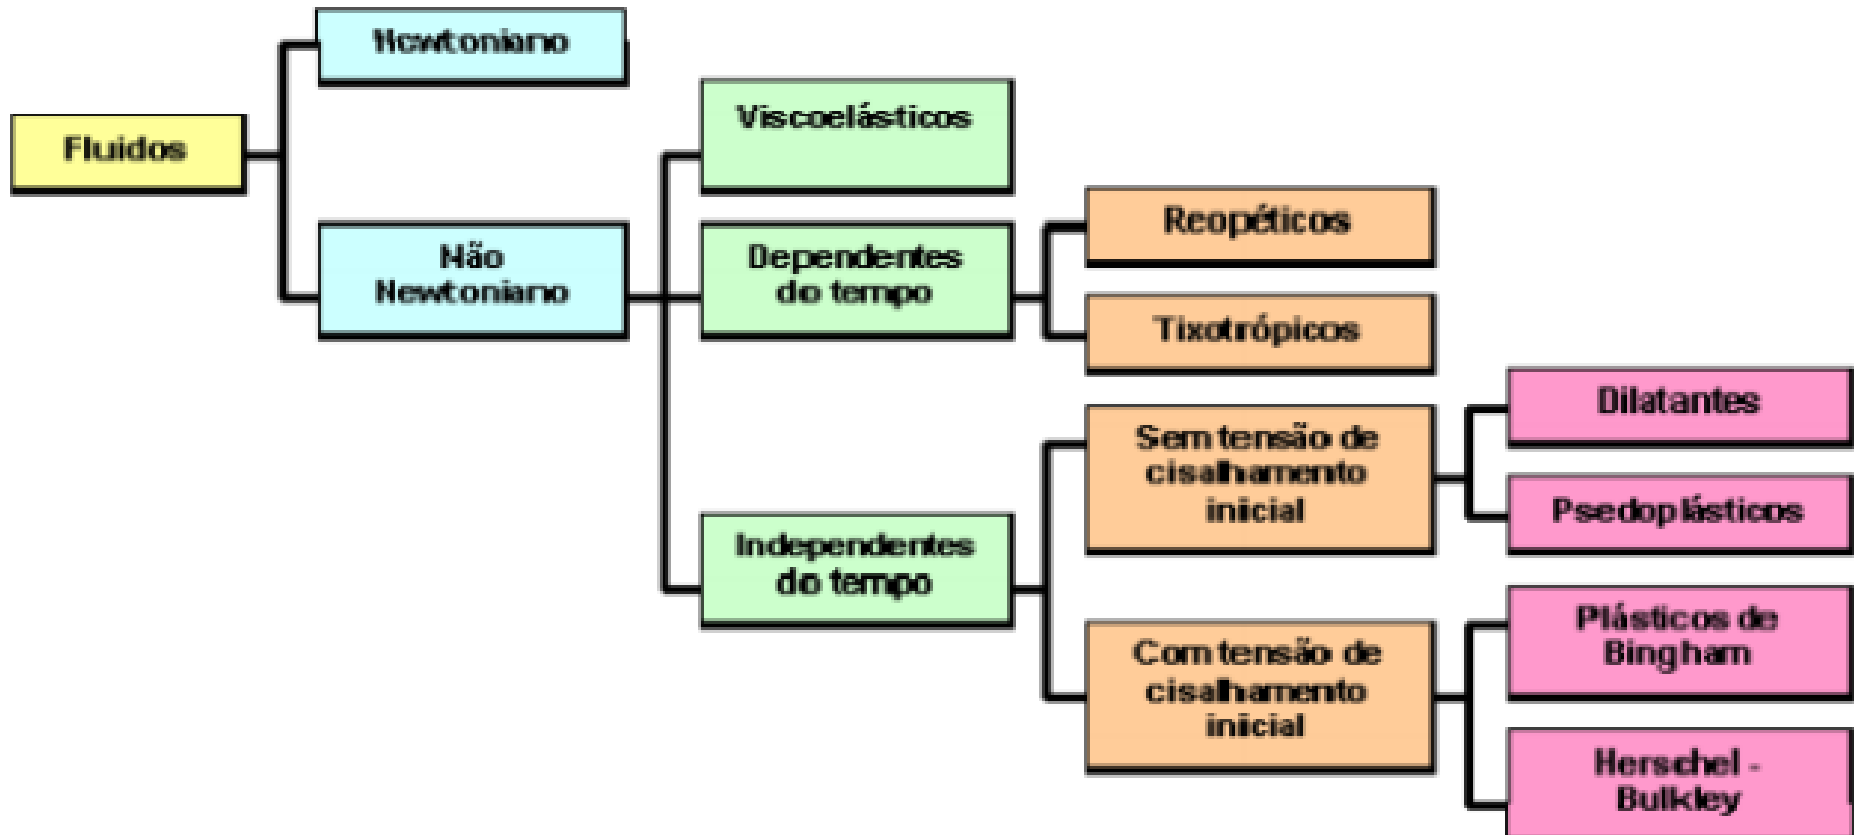 Newtoniano
Fluidos
Viscoelásticos
Não
Newtoniano
Dependentes
do tempo
Reopéticos
Tixotrópicos
Independentes
do tempo
Sem tensão de
cisalhamento
inicial
Dilatantes
Psedoplásticos
Com tensão de
cisalhamento
inicial
Plásticos de
Bingham
Herschel -
Bulkley